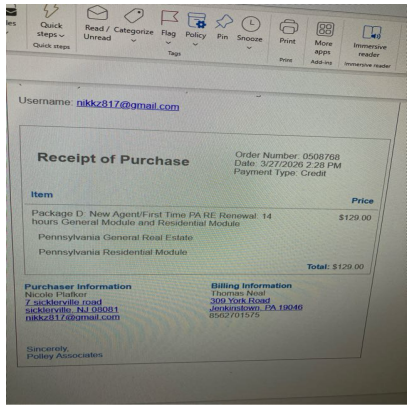 Quick steps
Read / Unread
Categorize
Flag
Policy
Pin
Snooze
Print
More apps
Immersive reader
Quick steps
Tags
Print
Add-ins
Immersive reader
Username: nikkz817@gmail.com
Receipt of Purchase
Order Number: 0508768
Date: 3/27/2026 2:28 PM
Payment Type: Credit
Item
Price
Package D: New Agent/First Time PA RE Renewal: 14
hours General Module and Residential Module
$129.00
Pennsylvania General Real Estate
Pennsylvania Residential Module
Total: $129.00
Purchaser Information
Nicole Plafker
7 sicklerville road
sicklerville, NJ 08081
nikkz817@gmail.com
Billing Information
Thomas Neal
309 York Road
Jenkinstown, PA 19046
8562701575
Sincerely,
Polley Associates